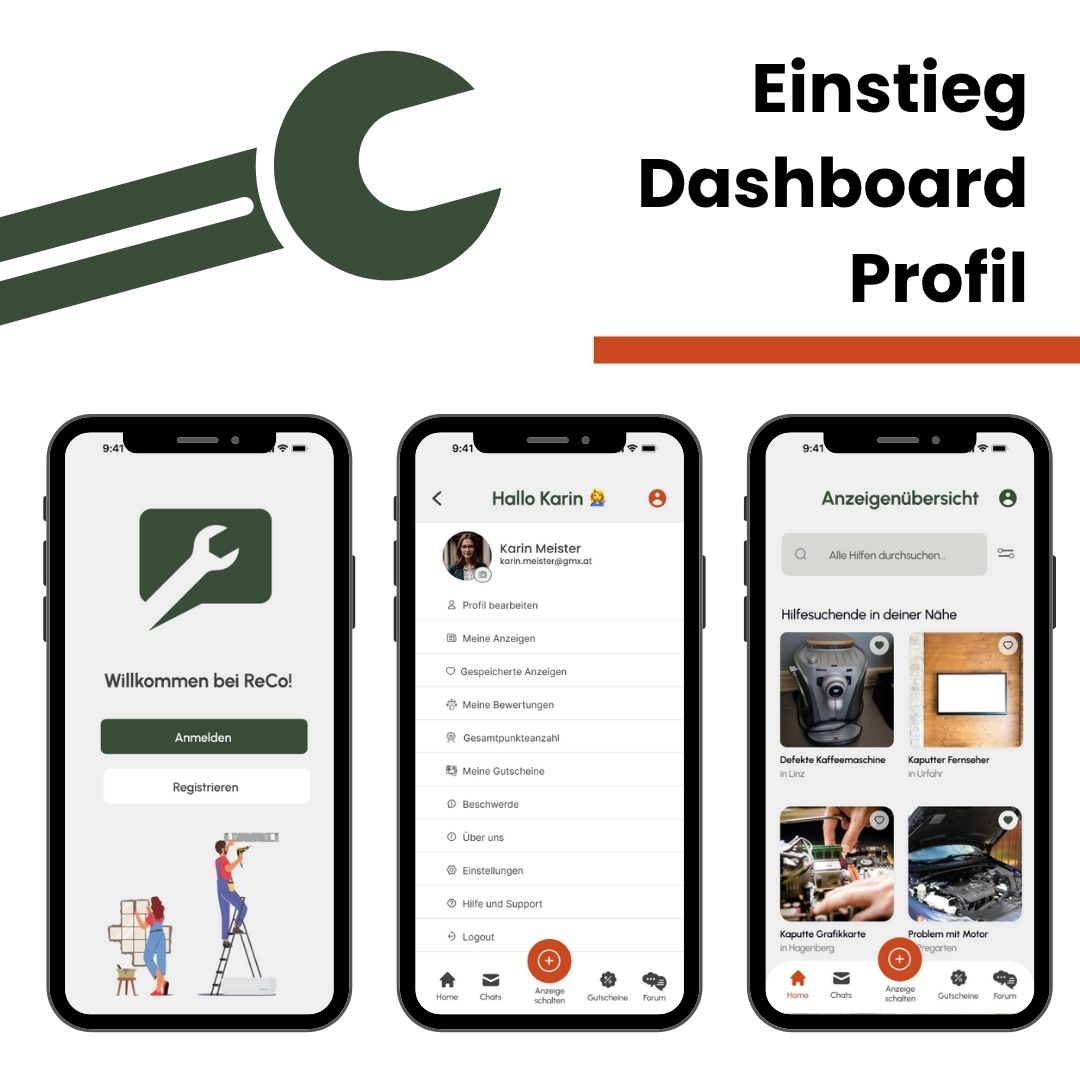 Einstieg
Dashboard
Profil
9:41
Willkommen bei ReCo!
Anmelden
Registrieren
9:41
Hallo Karin
Karin Meister
karin.meister@gmx.at
Profil bearbeiten
Meine Anzeigen
Gespeicherte Anzeigen
Meine Bewertungen
Gesamtpunkteanzahl
Meine Gutscheine
Beschwerde
Über uns
Einstellungen
Hilfe und Support
Logout
Home
Chats
Anzeige
schalten
Gutscheine
Forum
9:41
Anzeigenübersicht
Alle Hilfen durchsuchen..
Hilfesuchende in deiner Nähe
Defekte Kaffeemaschine
in Linz
Kaputter Fernseher
in Urfahr
Kaputte Grafikkarte
in Hagenberg
Problem mit Motor
Pregarten
Home
Chats
Anzeige
schalten
Gutscheine
Forum